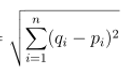 = \sqrt{\sum_{i=1}^{n} (q_i - p_i)^2}